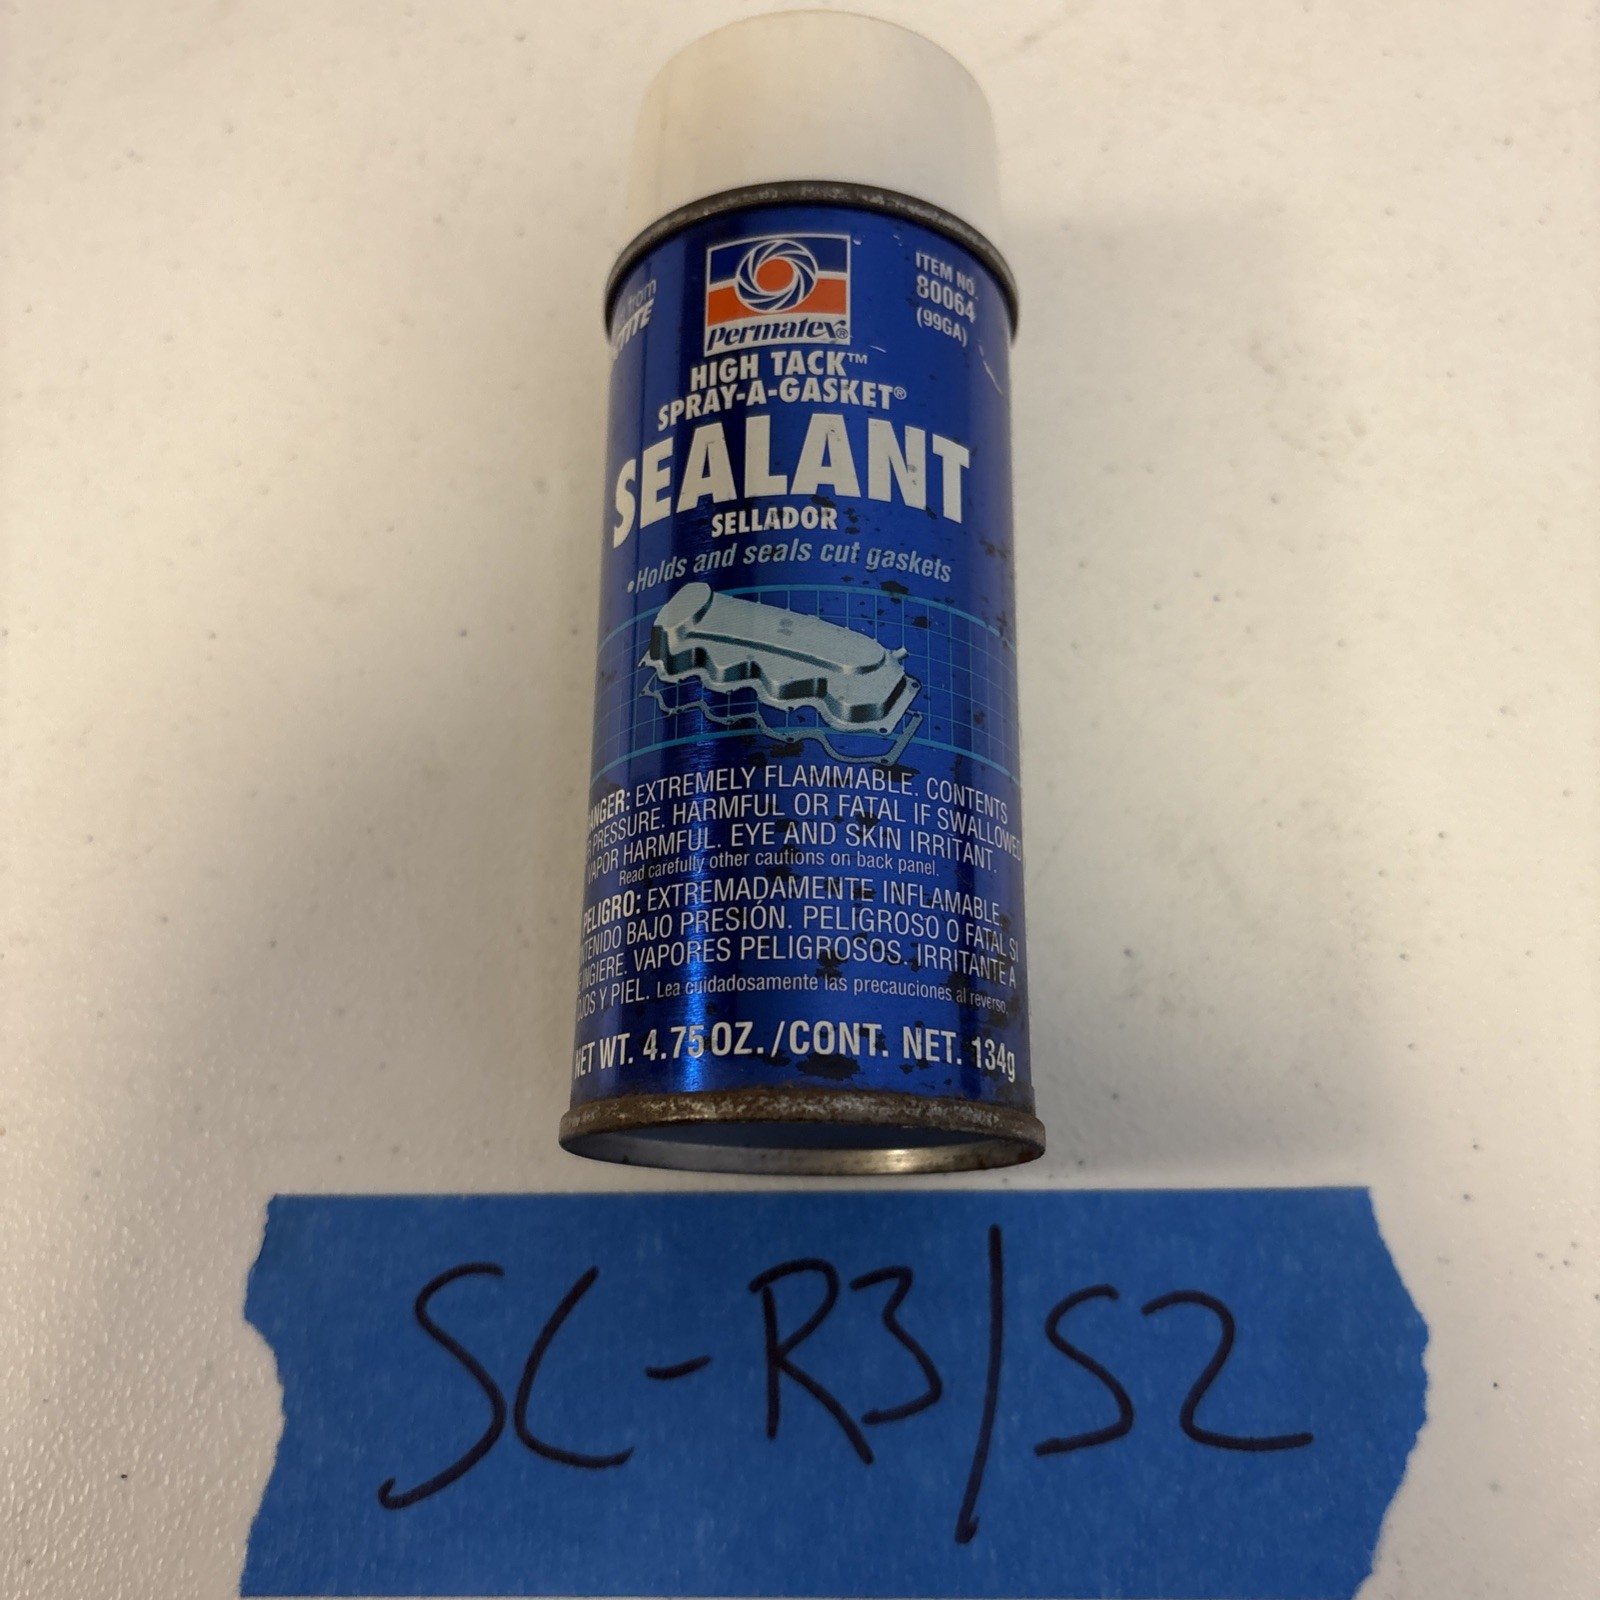 from
Permatex®
ITEM NO.
80064
(99GA)
HIGH TACK™
SPRAY-A-GASKET®
SEALANT
SELLADOR
•Holds and seals cut gaskets
EXTREMELY FLAMMABLE. CONTENTS
PRESSURE. HARMFUL OR FATAL IF SWALLOWED
VAPOR HARMFUL. EYE AND SKIN IRRITANT.
Read carefully other cautions on back panel.
PELIGRO: EXTREMADAMENTE INFLAMABLE.
BAJO PRESIÓN. PELIGROSO O FATAL SI
INGIERE. VAPORES PELIGROSOS. IRRITANTE A
Y PIEL. Lea cuidadosamente las precauciones al reverso.
NET WT. 4.75 OZ./CONT. NET. 134g
SC-R3/S2